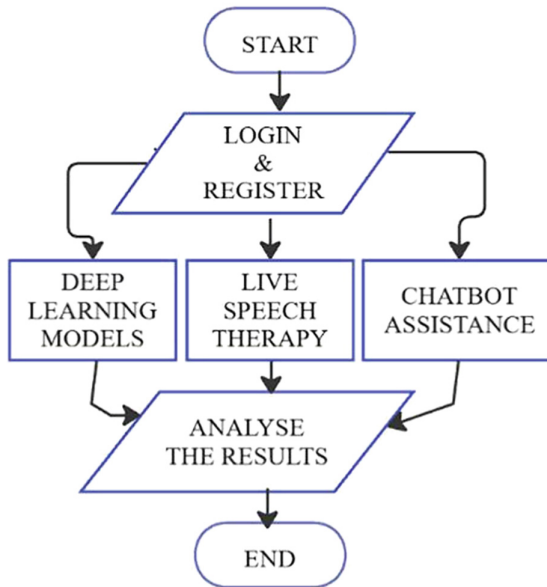 START
LOGIN
&
REGISTER
DEEP
LEARNING
MODELS
LIVE
SPEECH
THERAPY
CHATBOT
ASSISTANCE
ANALYSE
THE RESULTS
END